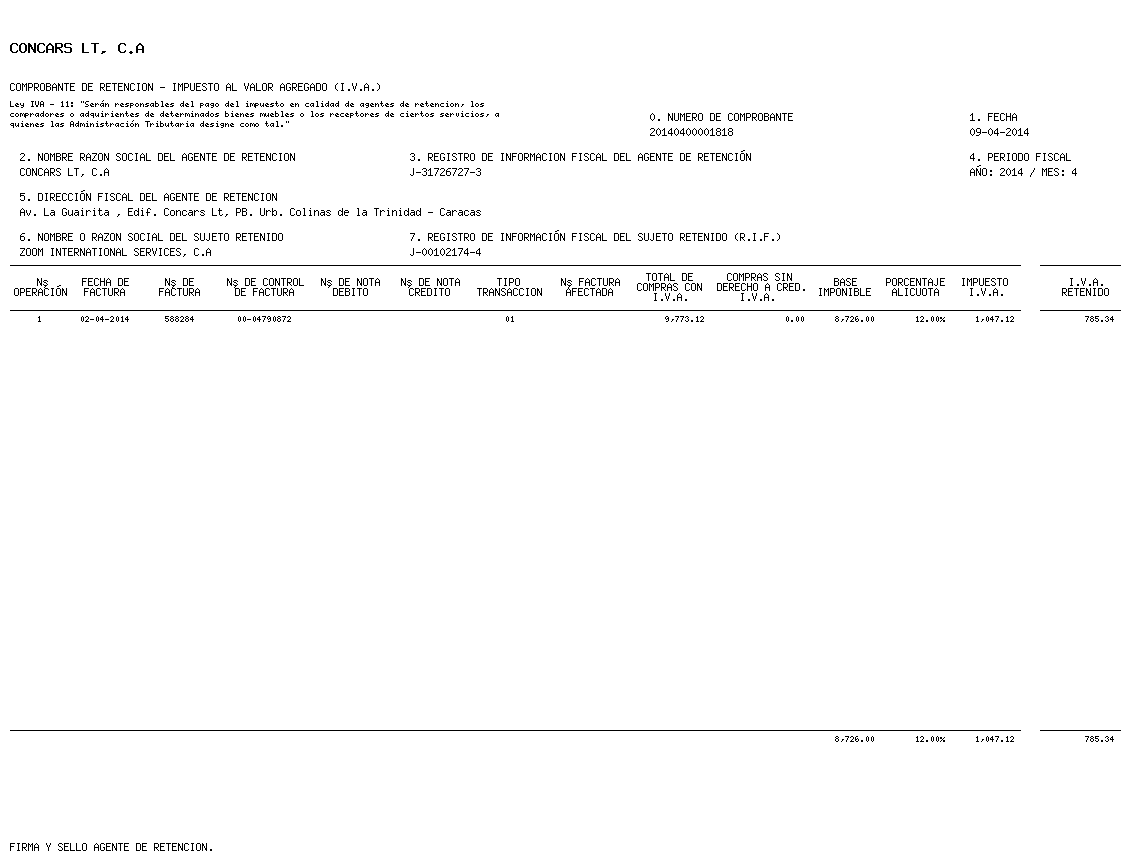 CONCARS LT, C.A
COMPROBANTE DE RETENCION - IMPUESTO AL VALOR AGREGADO (I.V.A.)
Ley IVA - 11: "Serán responsables del pago del impuesto en calidad de agentes de retencion, los
compradores o adquirientes de determinados bienes muebles o los receptores de ciertos servicios, a
quienes las Administración Tributaria designe como tal."
0. NUMERO DE COMPROBANTE 1. FECHA
20140400001818 09-04-2014
2. NOMBRE RAZON SOCIAL DEL AGENTE DE RETENCION 3. REGISTRO DE INFORMACION FISCAL DEL AGENTE DE RETENCIÓN 4. PERIODO FISCAL
CONCARS LT, C.A J-31726727-3 AÑO: 2014 / MES: 4
5. DIRECCIÓN FISCAL DEL AGENTE DE RETENCION
Av. La Guairita , Edif. Concars Lt, PB. Urb. Colinas de la Trinidad - Caracas
6. NOMBRE O RAZON SOCIAL DEL SUJETO RETENIDO 7. REGISTRO DE INFORMACIÓN FISCAL DEL SUJETO RETENIDO (R.I.F.)
ZOOM INTERNATIONAL SERVICES, C.A J-00102174-4
TOTAL DE COMPRAS SIN
Nş FECHA DE Nş DE Nş DE CONTROL Nş DE NOTA Nş DE NOTA TIPO Nş FACTURA COMPRAS CON DERECHO A CRED. BASE PORCENTAJE IMPUESTO I.V.A.
OPERACIÓN FACTURA FACTURA DE FACTURA DEBITO CREDITO TRANSACCION AFECTADA I.V.A. I.V.A. IMPONIBLE ALICUOTA I.V.A. RETENIDO
1 02-04-2014 588284 00-04790872 01 9,773.12 0.00 8,726.00 12.00% 1,047.12 785.34
8,726.00 12.00% 1,047.12 785.34
FIRMA Y SELLO AGENTE DE RETENCION.